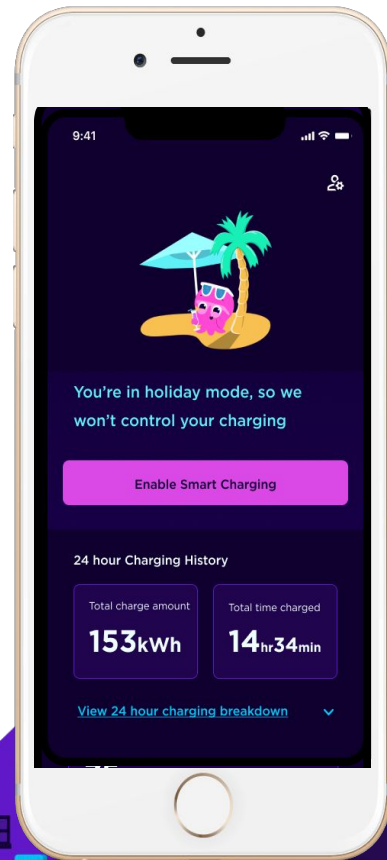 9:41
You're in holiday mode, so we
won't control your charging
Enable Smart Charging
24 hour Charging History
Total charge amount
153kWh
Total time charged
14hr34min
View 24 hour charging breakdown